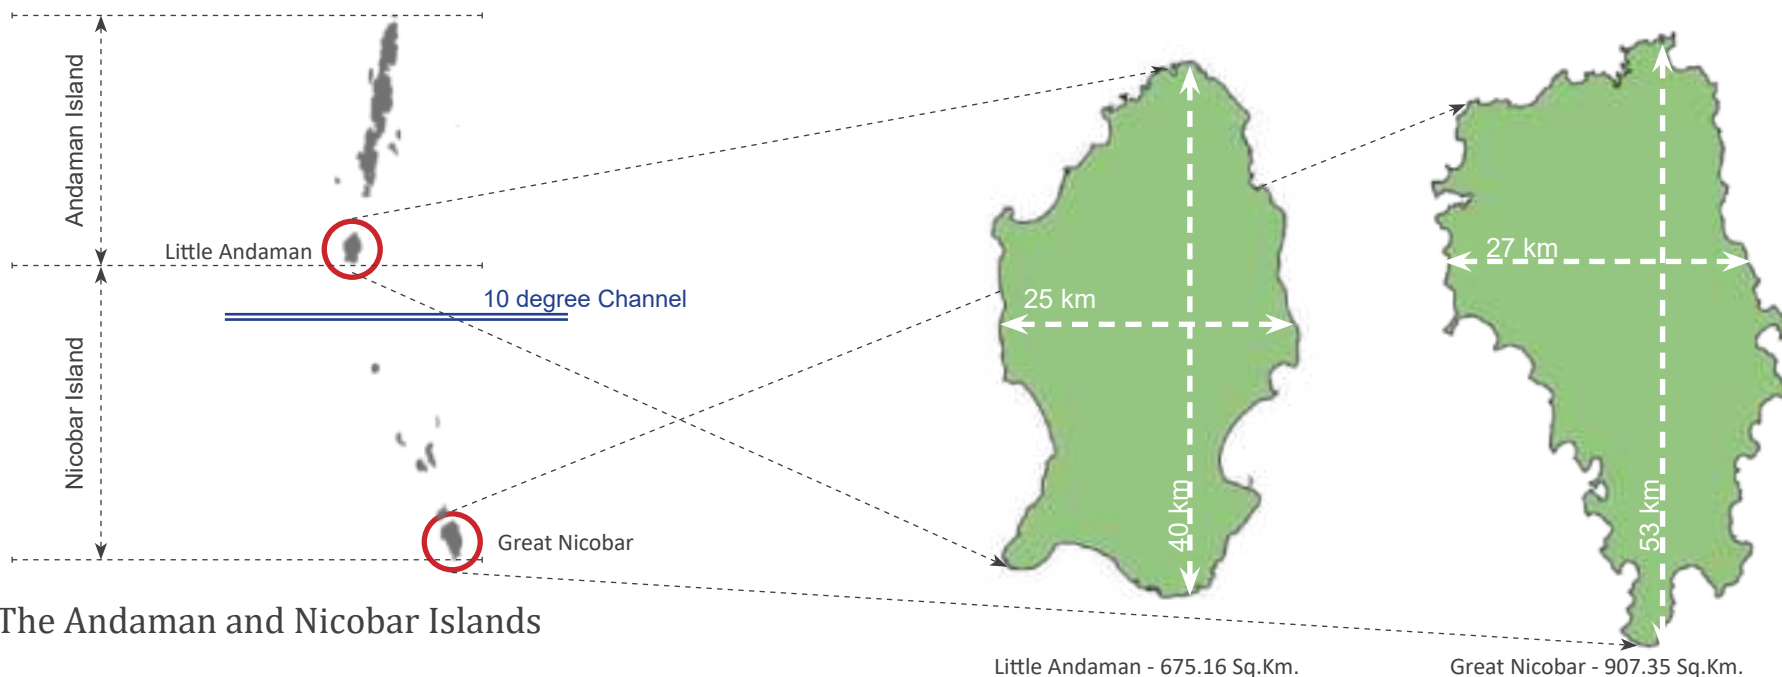 Andaman Island
Little Andaman
10 degree Channel
Nicobar Island
Great Nicobar
The Andaman and Nicobar Islands
25 km
40 km
27 km
53 km
Little Andaman - 675.16 Sq.Km.
Great Nicobar - 907.35 Sq.Km.